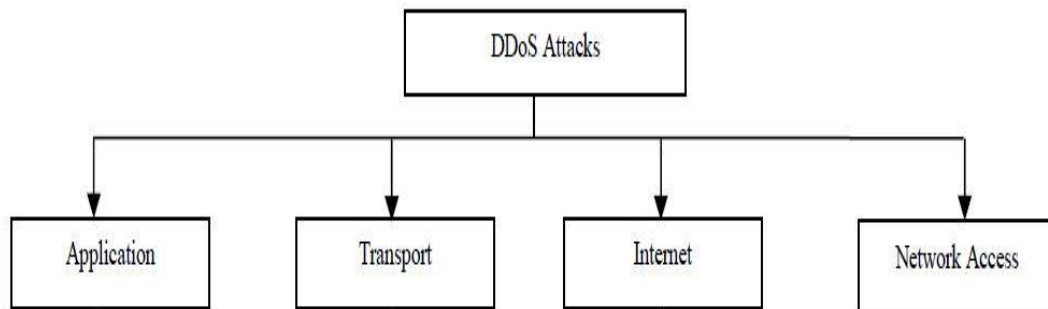 DDoS Attacks
Application
Transport
Internet
Network Access